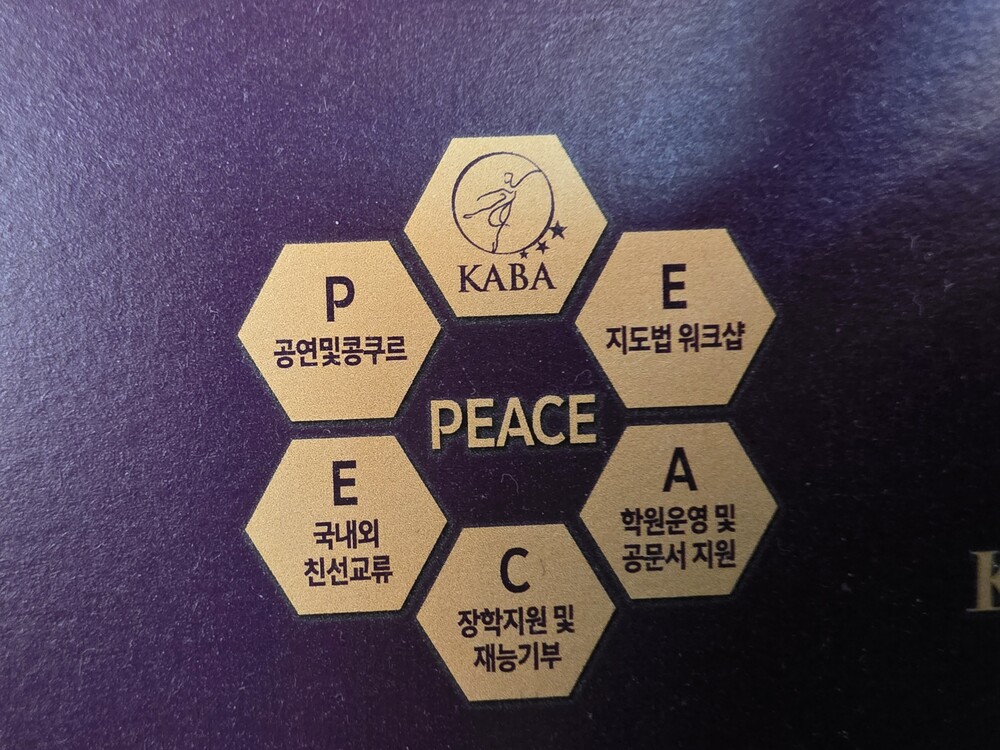 KABA
P
공연및콩쿠르
E
지도법 워크샵
PEACE
E
국내외
친선교류
A
학원운영 및
공문서 지원
C
장학지원 및
재능기부